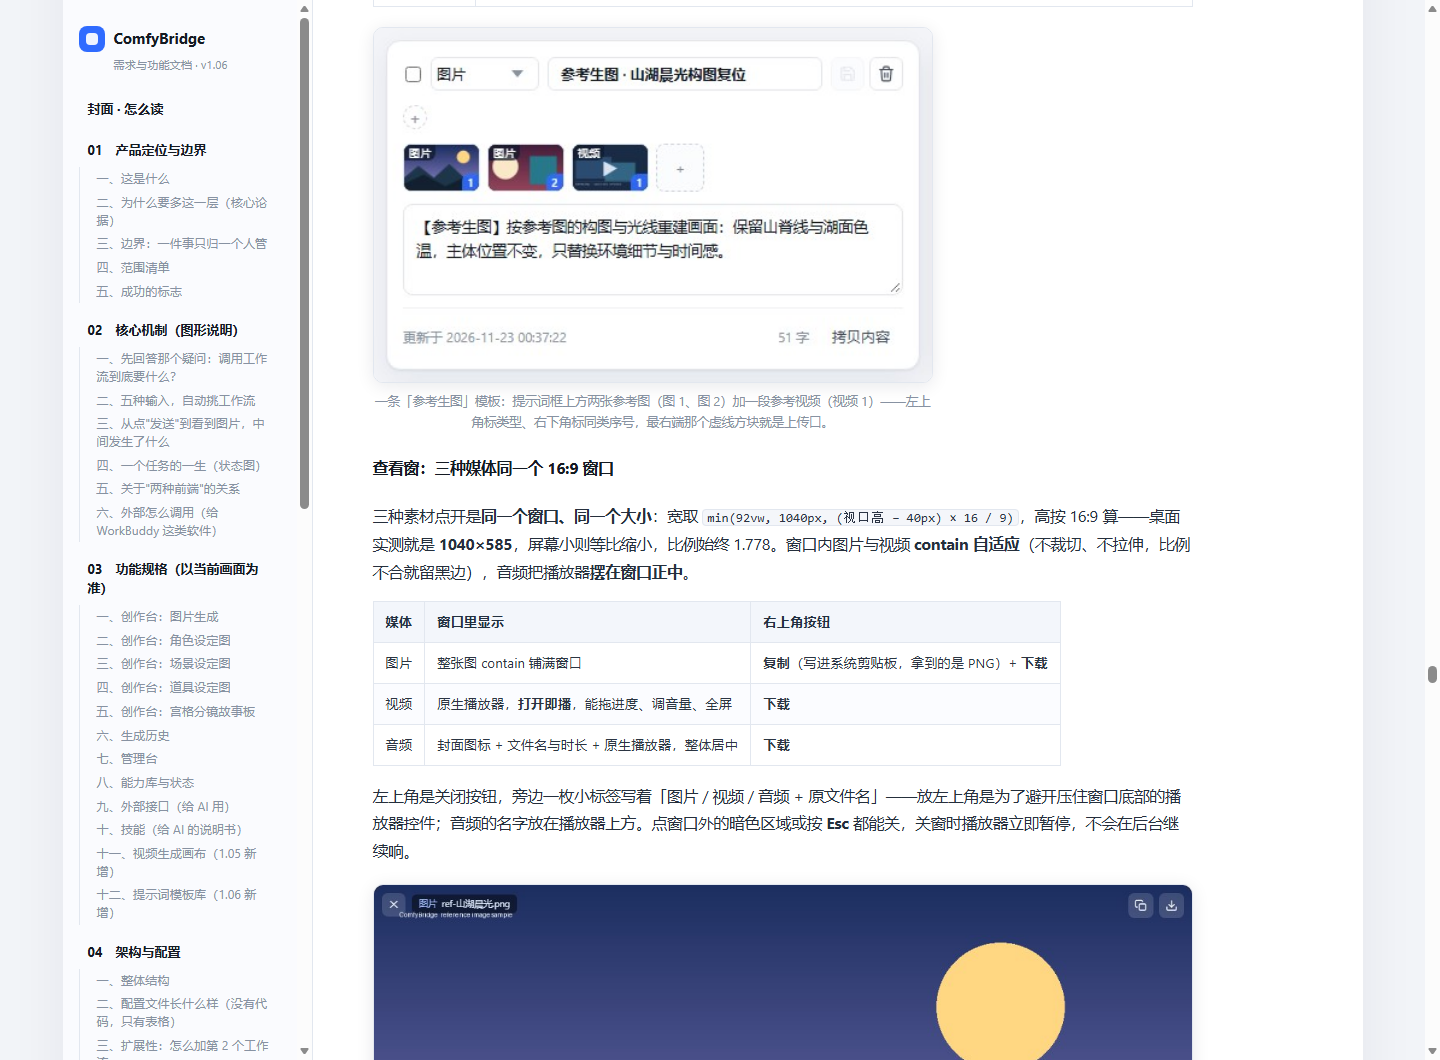 ComfyBridge
需求与功能文档 · v1.06
封面 · 怎么读
01 产品定位与边界
一、这是什么
二、为什么要多这一层（核心论
据）
三、边界：一件事只归一个人管
四、范围清单
五、成功的标志
02 核心机制（图形说明）
一、先回答那个疑问：调用工作
流到底要什么？
二、五种输入，自动挑工作流
三、从点"发送"到看到图片，中
间发生了什么
四、一个任务的一生（状态图）
五、关于"两种前端"的关系
六、外部怎么调用（给
WorkBuddy 这类软件）
03 功能规格（以当前画面为
准）
一、创作台：图片生成
二、创作台：角色设定图
三、创作台：场景设定图
四、创作台：道具设定图
五、创作台：宫格分镜故事板
六、生成历史
七、管理台
八、能力库与状态
九、外部接口（给 AI 用）
十、技能（给 AI 的说明书）
十一、视频生成画布（1.05 新
增）
十二、提示词模板库（1.06 新
增）
04 架构与配置
一、整体结构
二、配置文件长什么样（没有代
码，只有表格）
三、扩展性：怎么加第 2 个工作
图片
参考生图 · 山湖晨光构图复位
+
图片 1
图片 2
视频 1
+
【参考生图】按参考图的构图与光线重建画面：保留山脊线与湖面色
温，主体位置不变，只替换环境细节与时间感。
更新于 2026-11-23 00:37:22
51 字 拷贝内容
一条「参考生图」模板：提示词框上方两张参考图（图 1、图 2）加一段参考视频（视频 1）——左上
角标类型、右下角标同类序号，最右端那个虚线方块就是上传口。
查看窗：三种媒体同一个 16:9 窗口
三种素材点开是同一个窗口、同一个大小：宽取 min(92vw, 1040px, (视口高 − 40px) × 16 / 9)，高按 16:9 算——桌面
实测就是 1040×585，屏幕小则等比缩小，比例始终 1.778。窗口内图片与视频 contain 自适应（不裁切、不拉伸，比例
不合就留黑边），音频把播放器摆在窗口正中。
媒体 窗口里显示 右上角按钮
图片 整张图 contain 铺满窗口 复制（写进系统剪贴板，拿到的是 PNG）+ 下载
视频 原生播放器，打开即播，能拖进度、调音量、全屏 下载
音频 封面图标 + 文件名与时长 + 原生播放器，整体居中 下载
左上角是关闭按钮，旁边一枚小标签写着「图片 / 视频 / 音频 + 原文件名」——放左上角是为了避开压住窗口底部的播
放器控件；音频的名字放在播放器上方。点窗口外的暗色区域或按 Esc 都能关，关窗时播放器立即暂停，不会在后台继
续响。
图片 ref-山湖晨光.png
ComfyBridge reference image sample